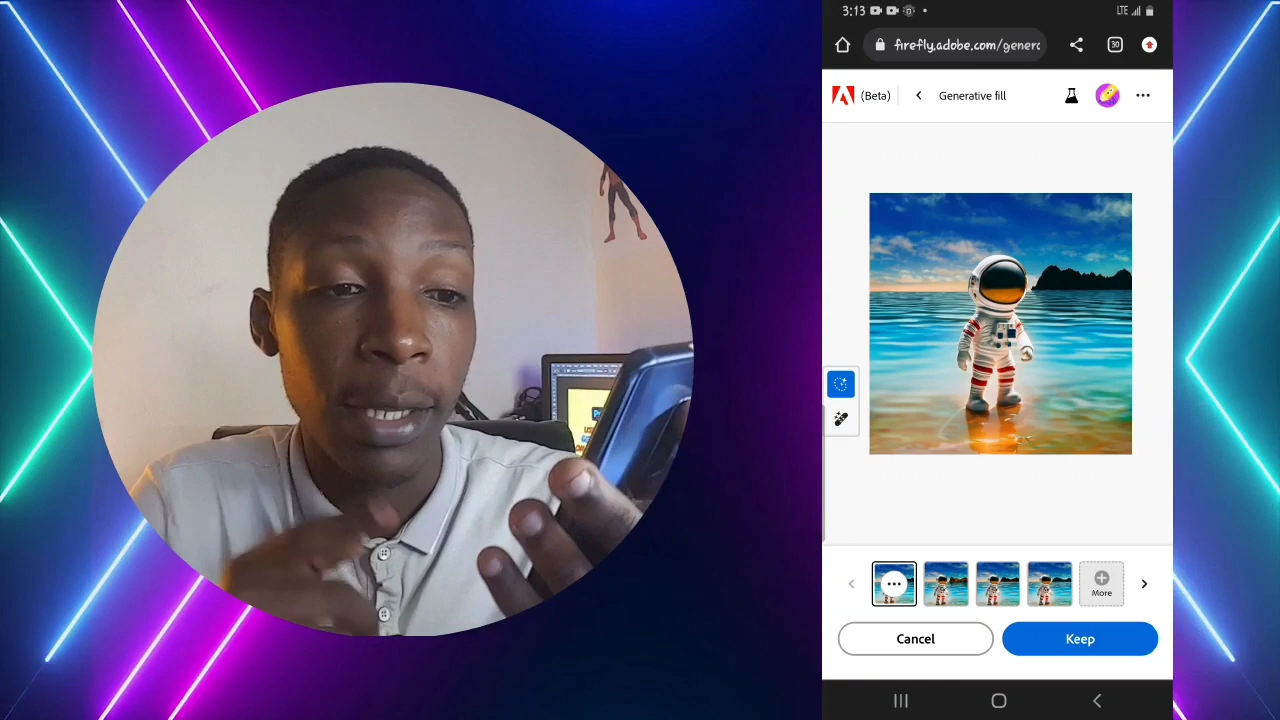 3:13
LTE
firefly.adobe.com/genera
30
(Beta)
Generative fill
More
Cancel
Keep